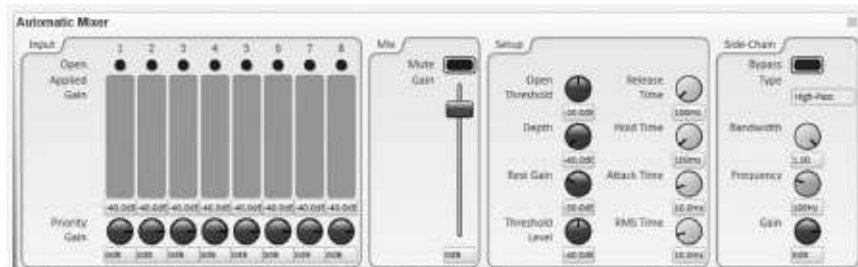 Automatic Mixer
Input
1 2 3 4 5 6 7 8
Open
Applied Gain
-40.0dB -40.0dB -40.0dB -40.0dB -40.0dB -40.0dB -40.0dB -40.0dB
Priority Gain
0dB 0dB 0dB 0dB 0dB 0dB 0dB 0dB
Mix
Mute
Gain
0dB
Setup
Open Threshold
Depth
-40.0dB
Rest Gain
Threshold Level
-40.0dB
Release Time
100ms
Hold Time
100ms
Attack Time
10.0ms
RMS Time
10.0ms
Side-Chain
Bypass
Type
High-Pass
Bandwidth
1.00
Frequency
100Hz
Gain
0dB